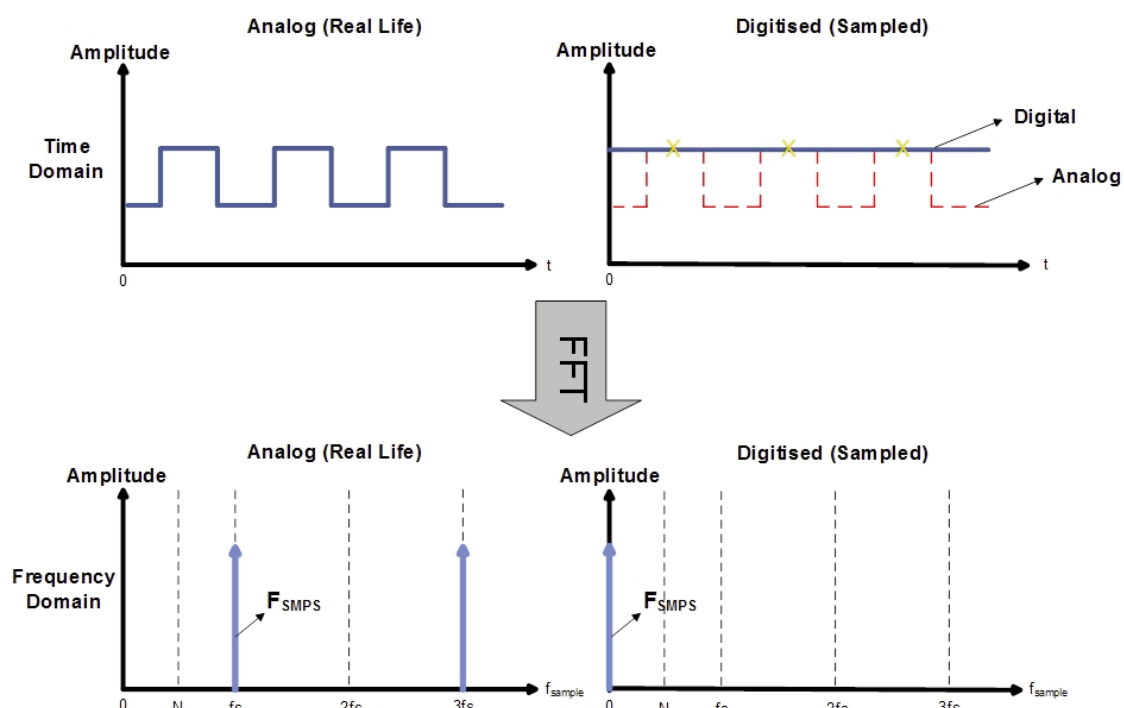 Analog (Real Life)
Amplitude
Time
Domain
0
t
Digitised (Sampled)
Amplitude
Digital
Analog
0
t
FFT
Analog (Real Life)
Amplitude
Frequency
Domain
FSMPS
0 N fs 2fs 3fs
fsample
Digitised (Sampled)
Amplitude
FSMPS
0 N fs 2fs 3fs
fsample